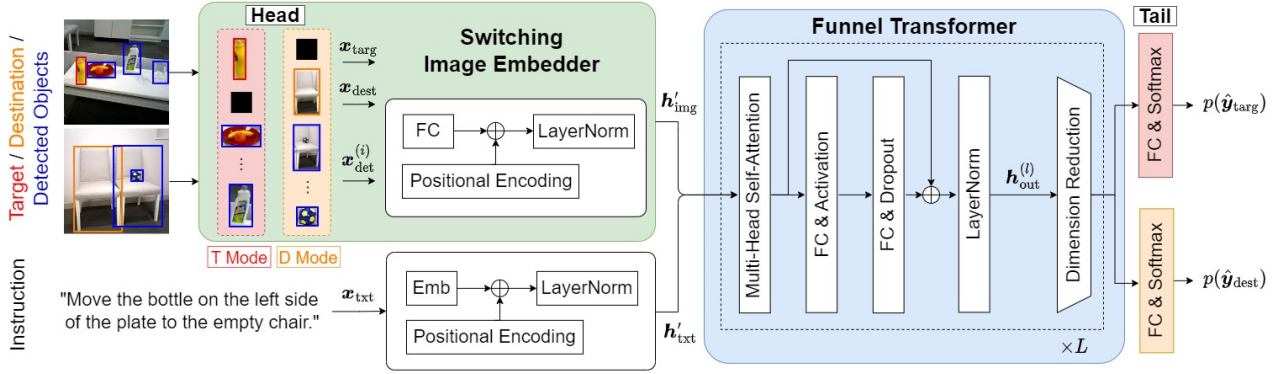 Target / Destination /
Detected Objects
Instruction
Head
T Mode
D Mode
Switching
Image Embedder
x_targ
x_dest
x_det^(i)
FC
LayerNorm
Positional Encoding
h'_img
"Move the bottle on the left side
of the plate to the empty chair."
x_txt
Emb
LayerNorm
Positional Encoding
h'_txt
Funnel Transformer
Multi-Head Self-Attention
FC & Activation
FC & Dropout
LayerNorm
h_out^(l)
Dimension Reduction
×L
Tail
FC & Softmax
p(ŷ_targ)
FC & Softmax
p(ŷ_dest)